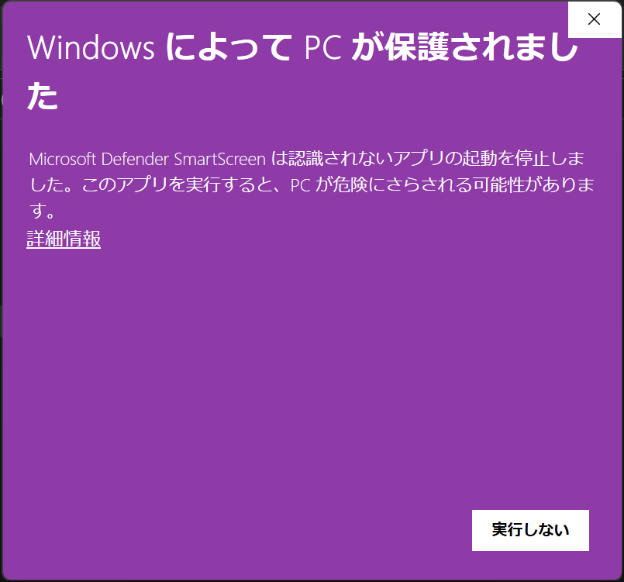 Windows によって PC が保護されまし
た
Microsoft Defender SmartScreen は認識されないアプリの起動を停止しま
した。このアプリを実行すると、PC が危険にさらされる可能性がありま
す。
詳細情報
実行しない